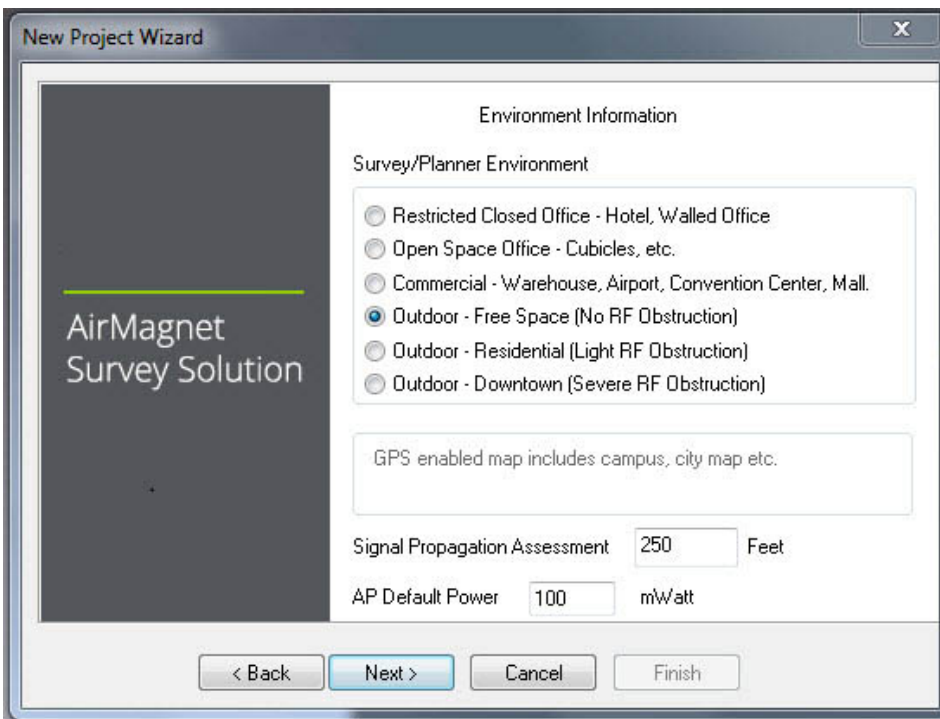 New Project Wizard
X
AirMagnet
Survey Solution
Environment Information
Survey/Planner Environment
Restricted Closed Office - Hotel, Walled Office
Open Space Office - Cubicles, etc.
Commercial - Warehouse, Airport, Convention Center, Mall.
Outdoor - Free Space (No RF Obstruction)
Outdoor - Residential (Light RF Obstruction)
Outdoor - Downtown (Severe RF Obstruction)
GPS enabled map includes campus, city map etc.
Signal Propagation Assessment 250 Feet
AP Default Power 100 mWatt
< Back Next > Cancel Finish